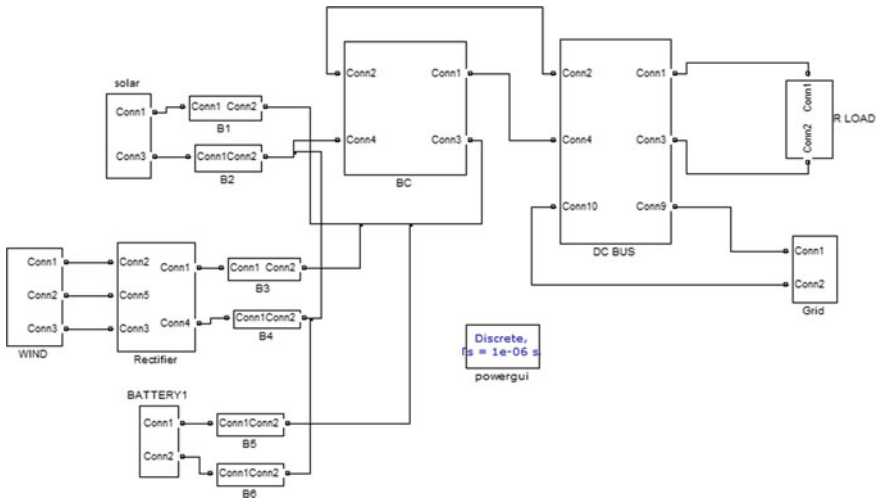 solar
Conn1
Conn3
Conn1 Conn2
B1
Conn1Conn2
B2
Conn2
Conn4
Conn1
Conn3
BC
Conn2
Conn4
Conn10
Conn1
Conn3
Conn9
DC BUS
Conn1
Conn2
R LOAD
Conn1
Conn2
Grid
Conn1
Conn2
Conn3
WIND
Conn2
Conn5
Conn3
Conn1
Conn4
Rectifier
Conn1 Conn2
B3
Conn1Conn2
B4
Discrete,
s = 1e-06 s
powergui
BATTERY1
Conn1
Conn2
Conn1Conn2
B5
Conn1Conn2
B6